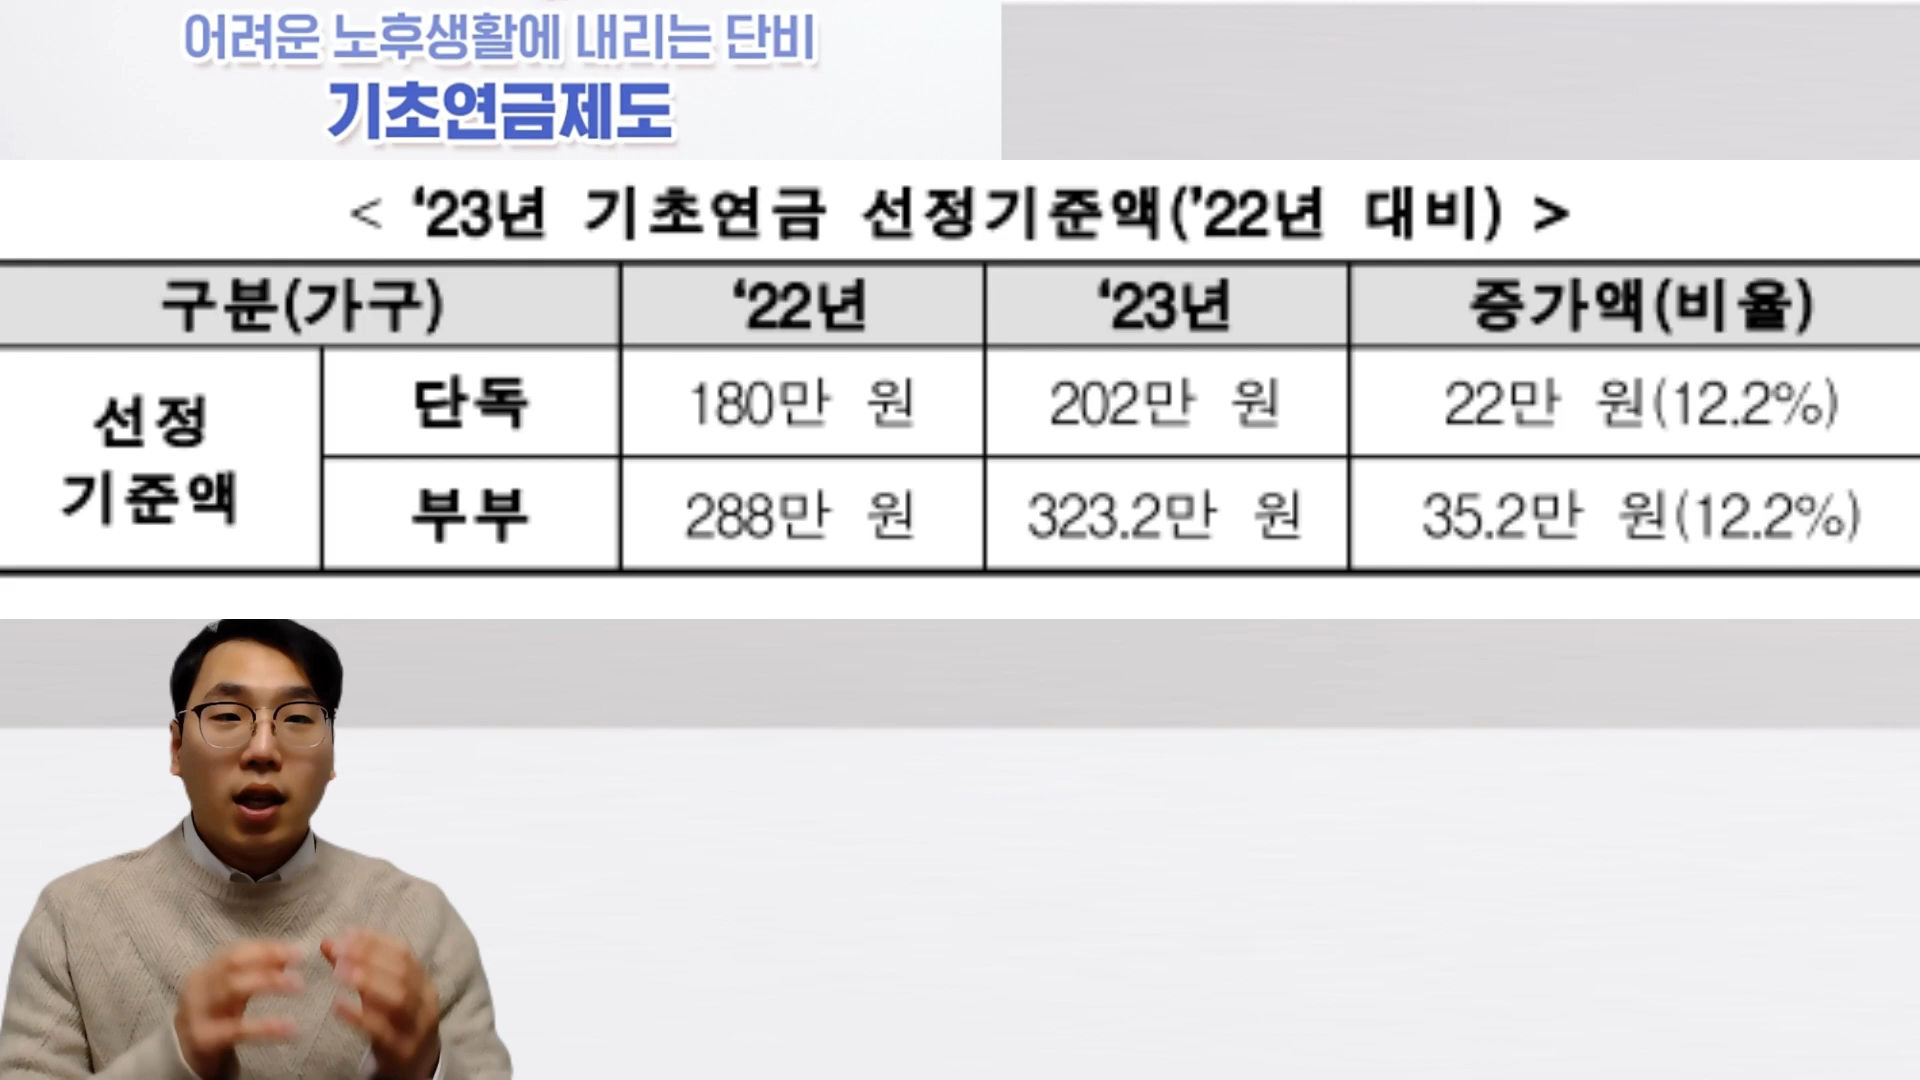 어려운 노후생활에 내리는 단비
기초연금제도
< ‘23년 기초연금 선정기준액(’22년 대비) >
구분(가구) ‘22년 ‘23년 증가액(비율)
선정
기준액
단독 180만 원 202만 원 22만 원(12.2%)
부부 288만 원 323.2만 원 35.2만 원(12.2%)